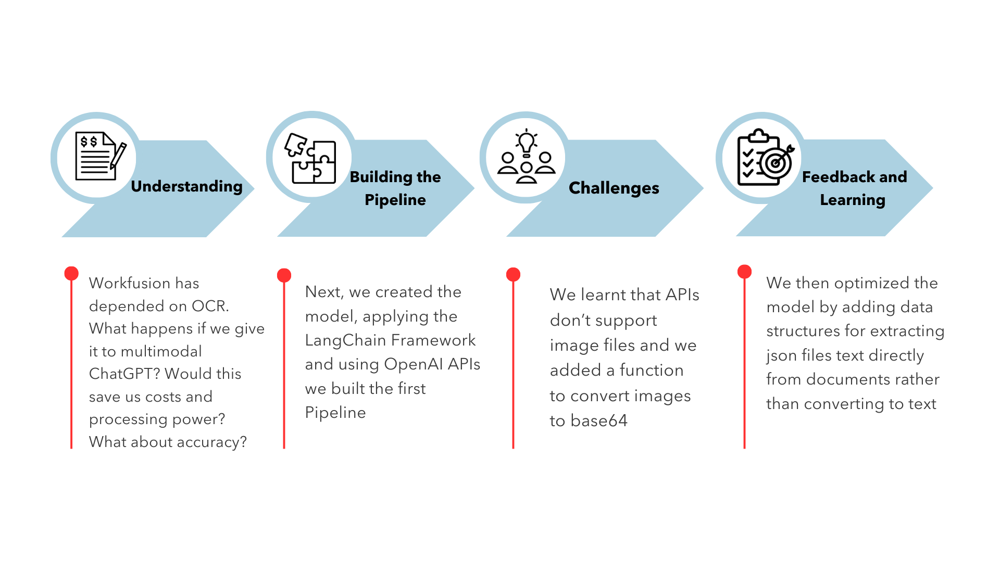 $ $
Understanding
Building the
Pipeline
Challenges
Feedback and
Learning
Workfusion has
depended on OCR.
What happens if we give
it to multimodal
ChatGPT? Would this
save us costs and
processing power?
What about accuracy?
Next, we created the
model, applying the
LangChain Framework
and using OpenAI APIs
we built the first
Pipeline
We learnt that APIs
don’t support
image files and we
added a function
to convert images
to base64
We then optimized the
model by adding data
structures for extracting
json files text directly
from documents rather
than converting to text